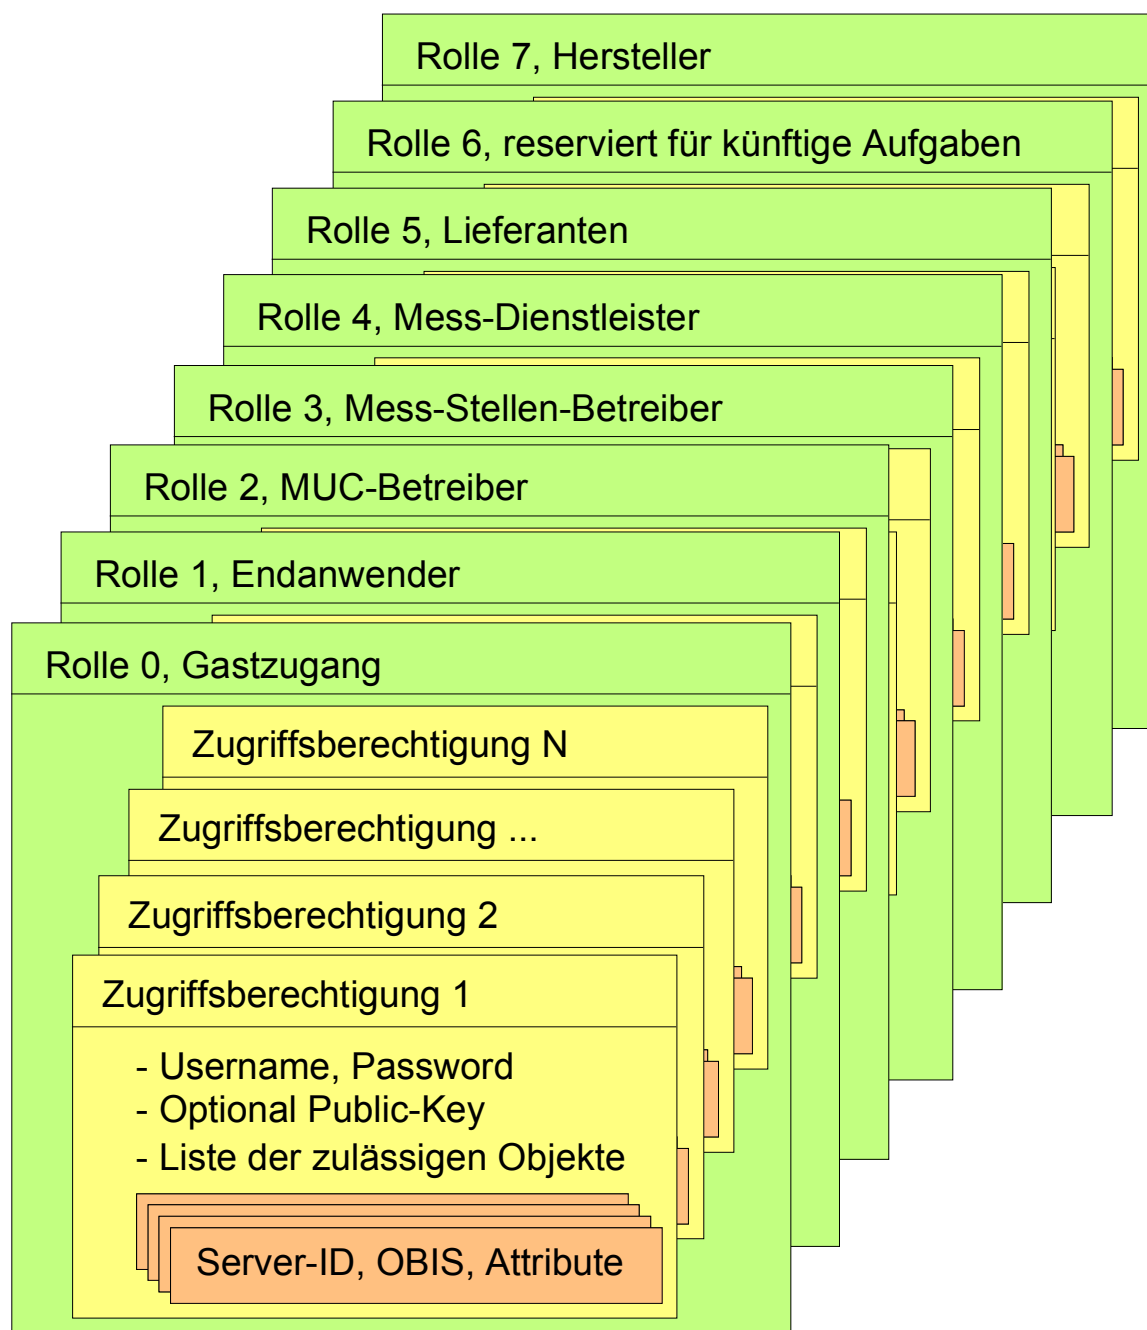 Rolle 7, Hersteller
Rolle 6, reserviert für künftige Aufgaben
Rolle 5, Lieferanten
Rolle 4, Mess-Dienstleister
Rolle 3, Mess-Stellen-Betreiber
Rolle 2, MUC-Betreiber
Rolle 1, Endanwender
Rolle 0, Gastzugang
Zugriffsberechtigung N
Zugriffsberechtigung ...
Zugriffsberechtigung 2
Zugriffsberechtigung 1
- Username, Password
- Optional Public-Key
- Liste der zulässigen Objekte
Server-ID, OBIS, Attribute